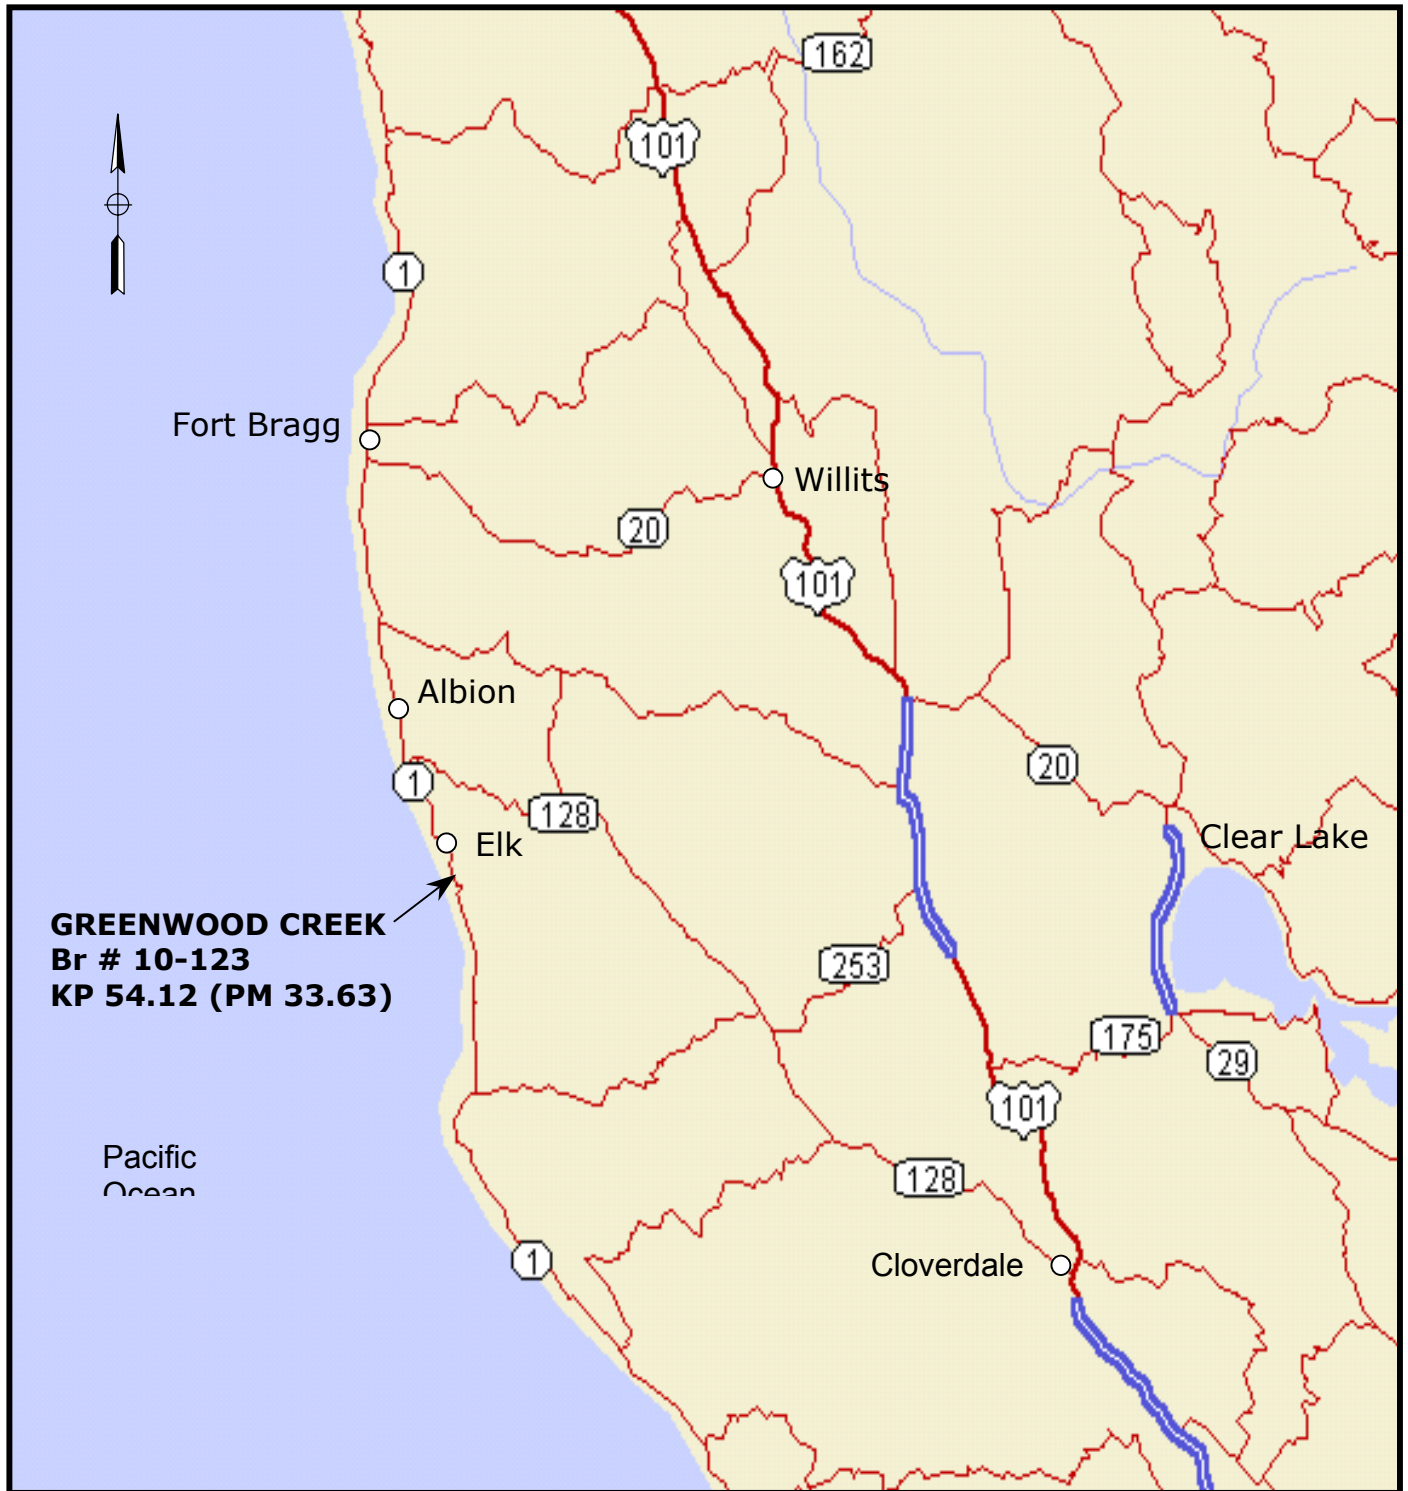 162
101
1
Fort Bragg
Willits
20
101
Albion
20
1
128
Clear Lake
Elk
GREENWOOD CREEK
Br # 10-123
KP 54.12 (PM 33.63)
253
175
29
101
Pacific
Ocean
128
1
Cloverdale